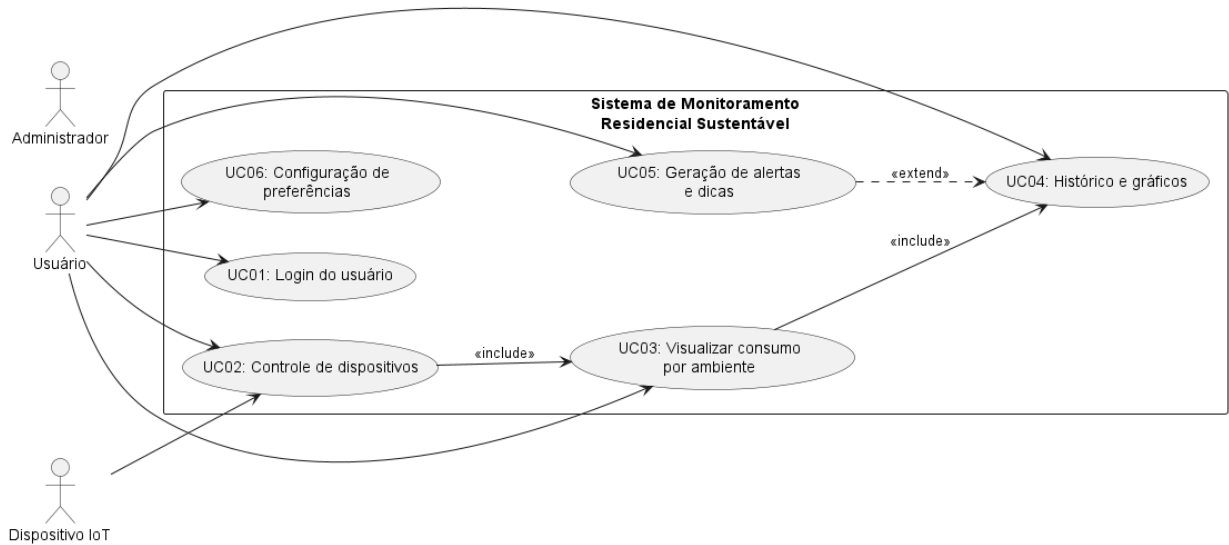 Sistema de Monitoramento
Residencial Sustentável
Administrador
UC06: Configuração de
preferências
UC05: Geração de alertas
e dicas
«extend»
UC04: Histórico e gráficos
Usuário
«include»
UC01: Login do usuário
UC02: Controle de dispositivos
«include»
UC03: Visualizar consumo
por ambiente
Dispositivo IoT